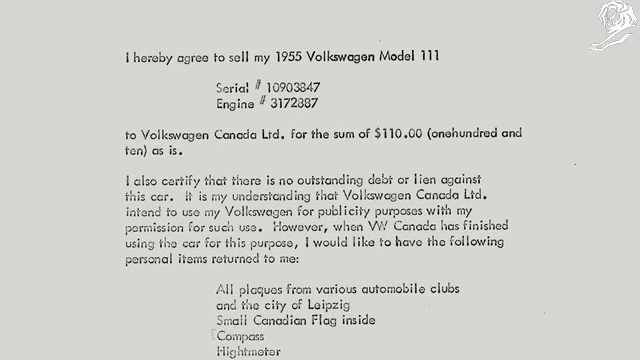 I hereby agree to sell my 1955 Volkswagen Model 111
Serial # 10903847
Engine # 3172887
to Volkswagen Canada Ltd. for the sum of $110.00 (onehundred and
ten) as is.
I also certify that there is no outstanding debt or lien against
this car. It is my understanding that Volkswagen Canada Ltd.
intend to use my Volkswagen for publicity purposes with my
permission for such use. However, when VW Canada has finished
using the car for this purpose, I would like to have the following
personal items returned to me:
All plaques from various automobile clubs
and the city of Leipzig
Small Canadian Flag inside
Compass
Hightmeter